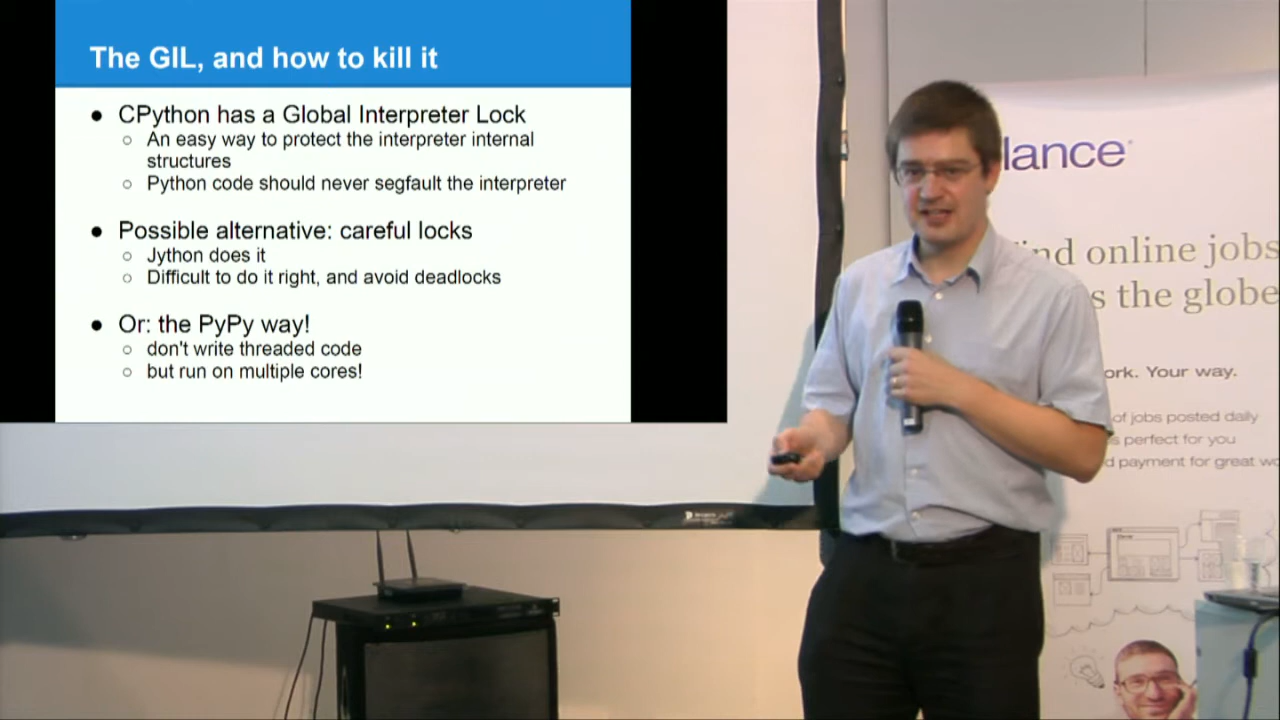 The GIL, and how to kill it
● CPython has a Global Interpreter Lock
○ An easy way to protect the interpreter internal
structures
○ Python code should never segfault the interpreter
● Possible alternative: careful locks
○ Jython does it
○ Difficult to do it right, and avoid deadlocks
● Or: the PyPy way!
○ don't write threaded code
○ but run on multiple cores!
lance
nd online jobs
s the globe
ork. Your way.
of jobs posted daily
s perfect for you
d payment for great wo